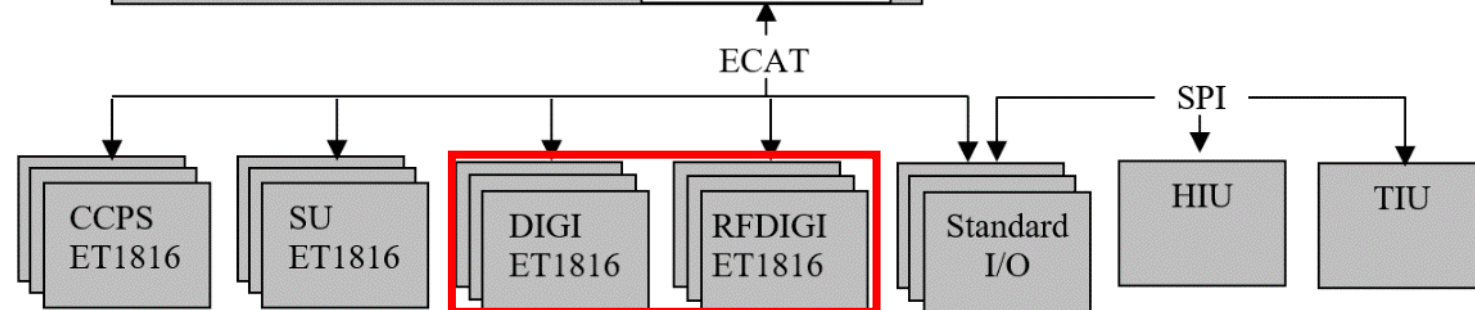 ECAT
SPI
CCPS
ET1816
SU
ET1816
DIGI
ET1816
RFDIGI
ET1816
Standard
I/O
HIU
TIU